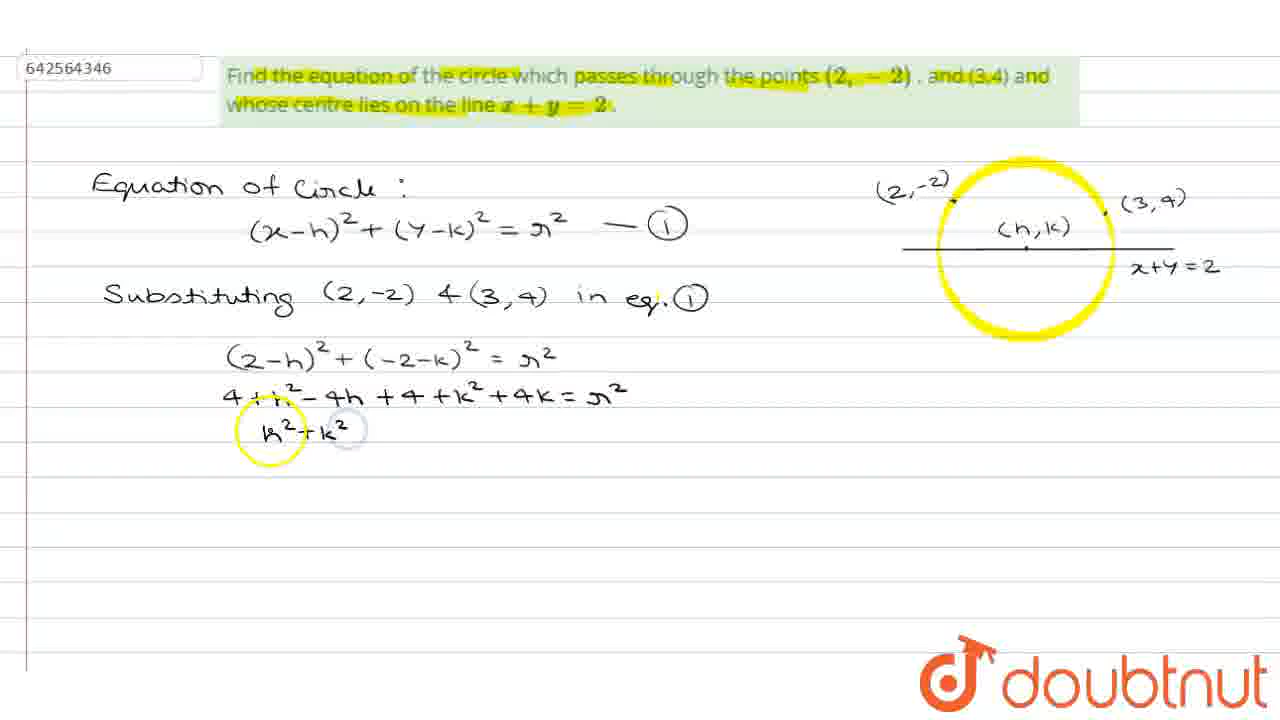 642564346
Find the equation of the circle which passes through the points (2, − 2) . and (3,4) and
whose centre lies on the line x + y = 2 .
Equation of Circle :
(x-h)² + (y-k)² = r² — ①
Substituting (2,-2) & (3,4) in eq. ①
(2-h)² + (-2-k)² = r²
4 + h² - 4h + 4 + k² + 4k = r²
h² + k²
(2,-2)
(3,4)
(h,k)
x+y=2
doubtnut